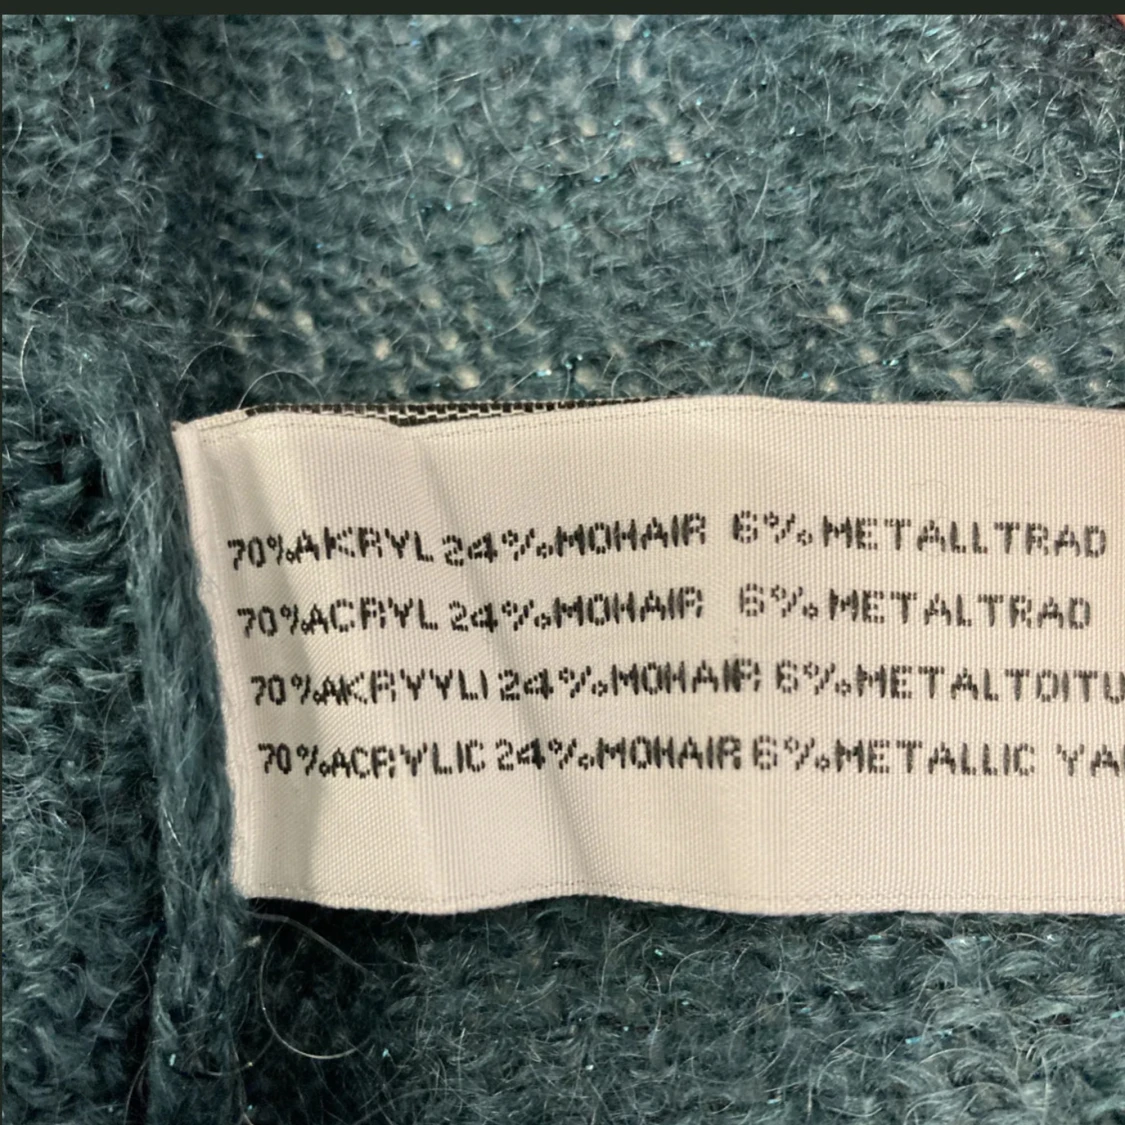 70%AKRYL 24%MOHAIR 6%METALLTRAD
70%ACRYL 24%MOHAIR 6%METALTRAD
70%AKRYYLI 24%MOHAIR 6%METALTOITU
70%ACRYLIC 24%MOHAIR 6%METALLIC YA